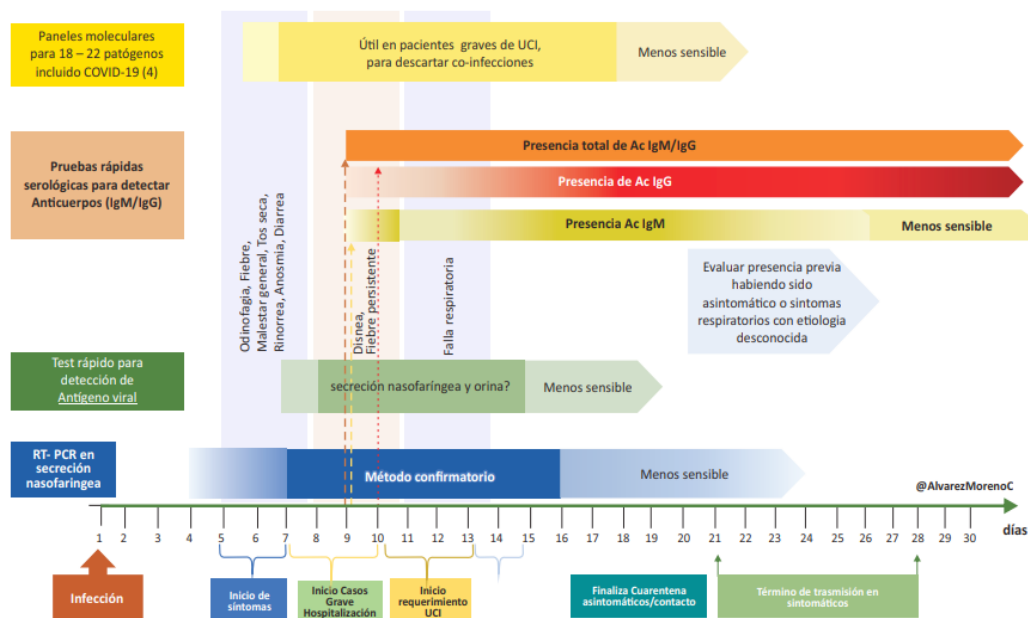 Paneles moleculares
para 18 – 22 patógenos
incluido COVID-19 (4)
Útil en pacientes graves de UCI,
para descartar co-infecciones
Menos sensible
Pruebas rápidas
serológicas para detectar
Anticuerpos (IgM/IgG)
Presencia total de Ac IgM/IgG
Presencia de Ac IgG
Presencia Ac IgM
Menos sensible
Odinofagia, Fiebre,
Malestar general, Tos seca,
Rinorrea, Anosmia, Diarrea
Disnea,
Fiebre persistente
Falla respiratoria
Evaluar presencia previa
habiendo sido
asintomático o sintomas
respiratorios con etiologia
desconocida
Test rápido para
detección de
Antígeno viral
secreción nasofaríngea y orina?
Menos sensible
RT- PCR en
secreción
nasofaringea
Método confirmatorio
Menos sensible
@AlvarezMorenoC
1 2 3 4 5 6 7 8 9 10 11 12 13 14 15 16 17 18 19 20 21 22 23 24 25 26 27 28 29 30 días
Infección
Inicio de
síntomas
Inicio Casos
Grave
Hospitalización
Inicio
requerimiento
UCI
Finaliza Cuarentena
asintomáticos/contacto
Término de trasmisión en
sintomáticos